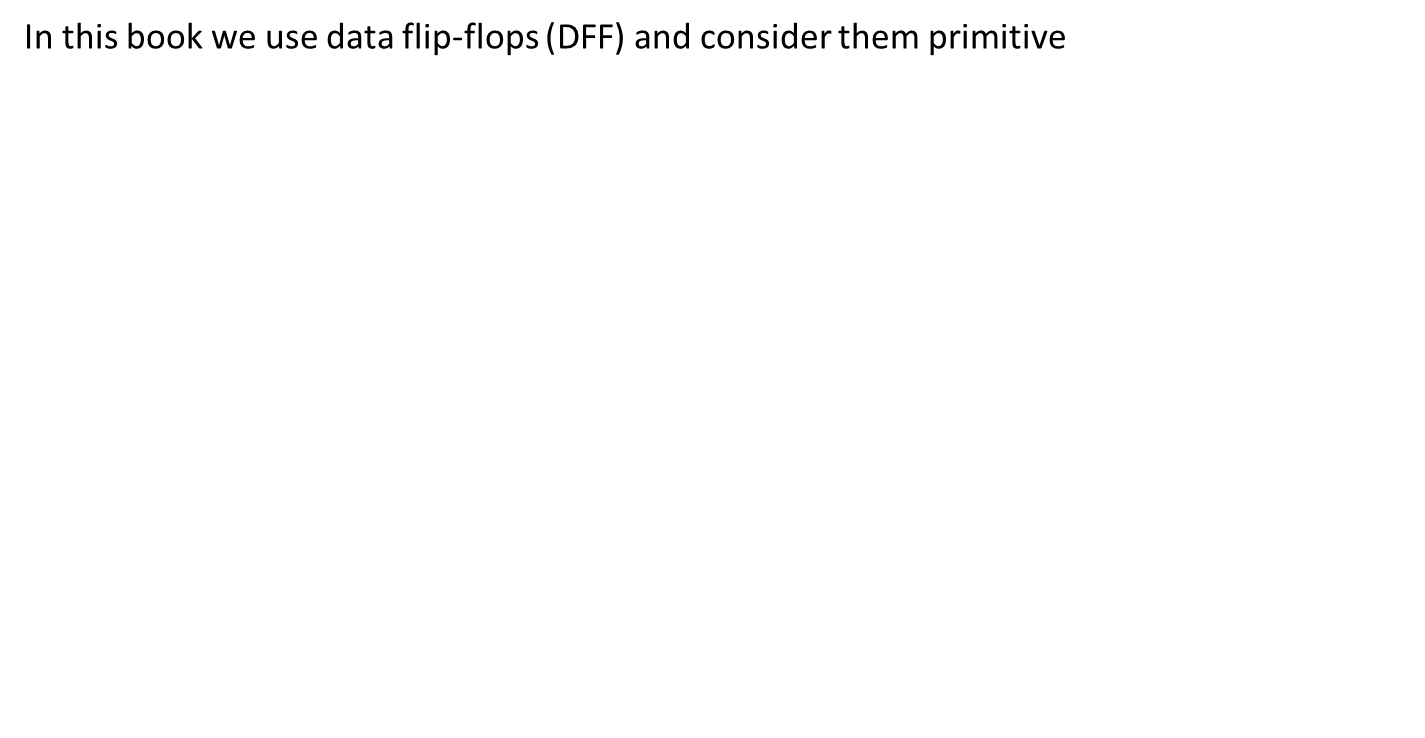 In this book we use data flip-flops (DFF) and consider them primitive